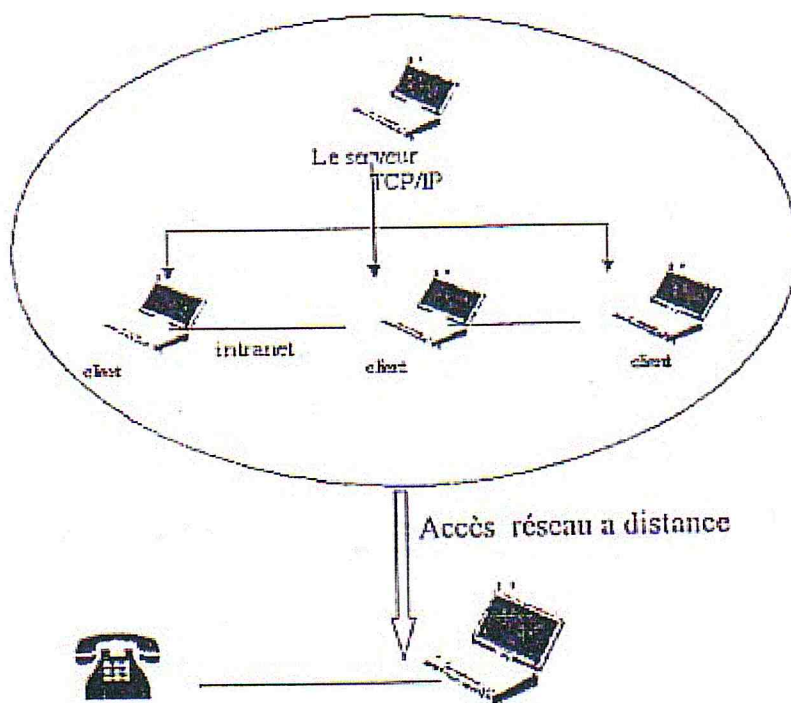 Le serveur
TCP/IP
intranet
client
client
client
Accès réseau a distance